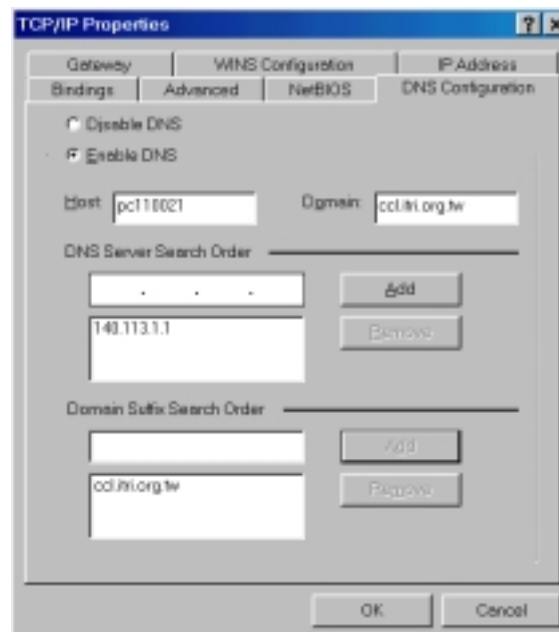 TCP/IP Properties
Gateway WINS Configuration IP Address
Bindings Advanced NetBIOS DNS Configuration
Disable DNS
Enable DNS
Host: pc110021 Domain: ccl.itri.org.tw
DNS Server Search Order
. . . Add
140.113.1.1 Remove
Domain Suffix Search Order
Add
ccl.itri.org.tw Remove
OK Cancel